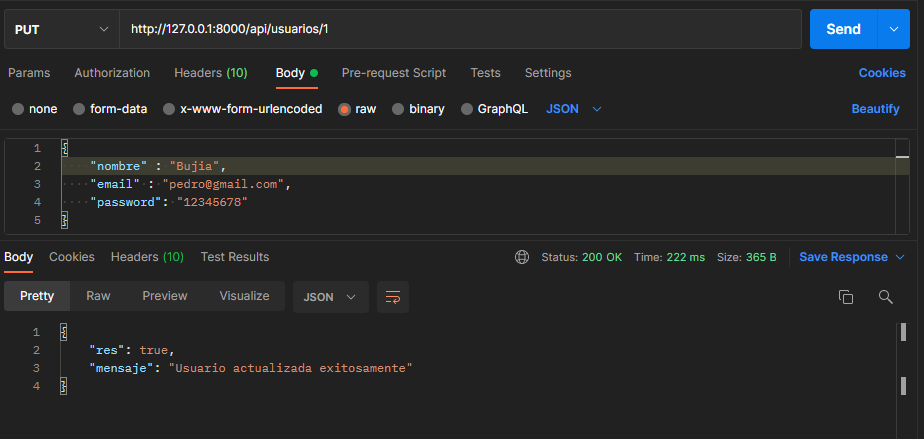 PUT http://127.0.0.1:8000/api/usuarios/1 Send
Params Authorization Headers (10) Body Pre-request Script Tests Settings Cookies
none form-data x-www-form-urlencoded raw binary GraphQL JSON Beautify
1 {
2 "nombre" : "Bujia",
3 "email" : "pedro@gmail.com",
4 "password": "12345678"
5 }
Body Cookies Headers (10) Test Results Status: 200 OK Time: 222 ms Size: 365 B Save Response
Pretty Raw Preview Visualize JSON
1 {
2 "res": true,
3 "mensaje": "Usuario actualizada exitosamente"
4 }